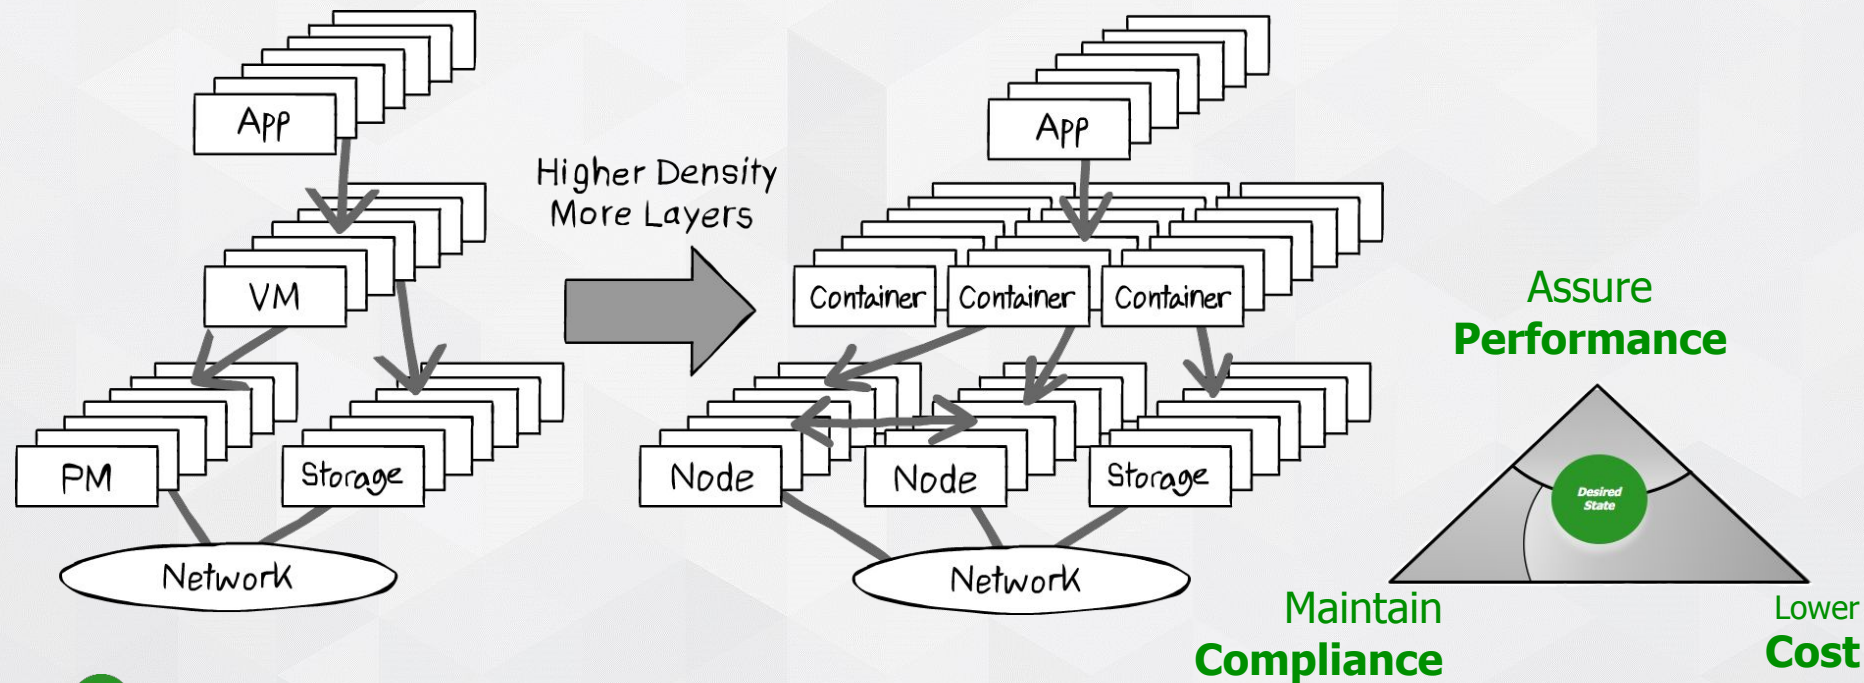 App
VM
PM
Storage
Network
Higher Density
More Layers
App
Container
Container
Container
Node
Node
Storage
Network
Assure
Performance
Desired
State
Maintain
Compliance
Lower
Cost